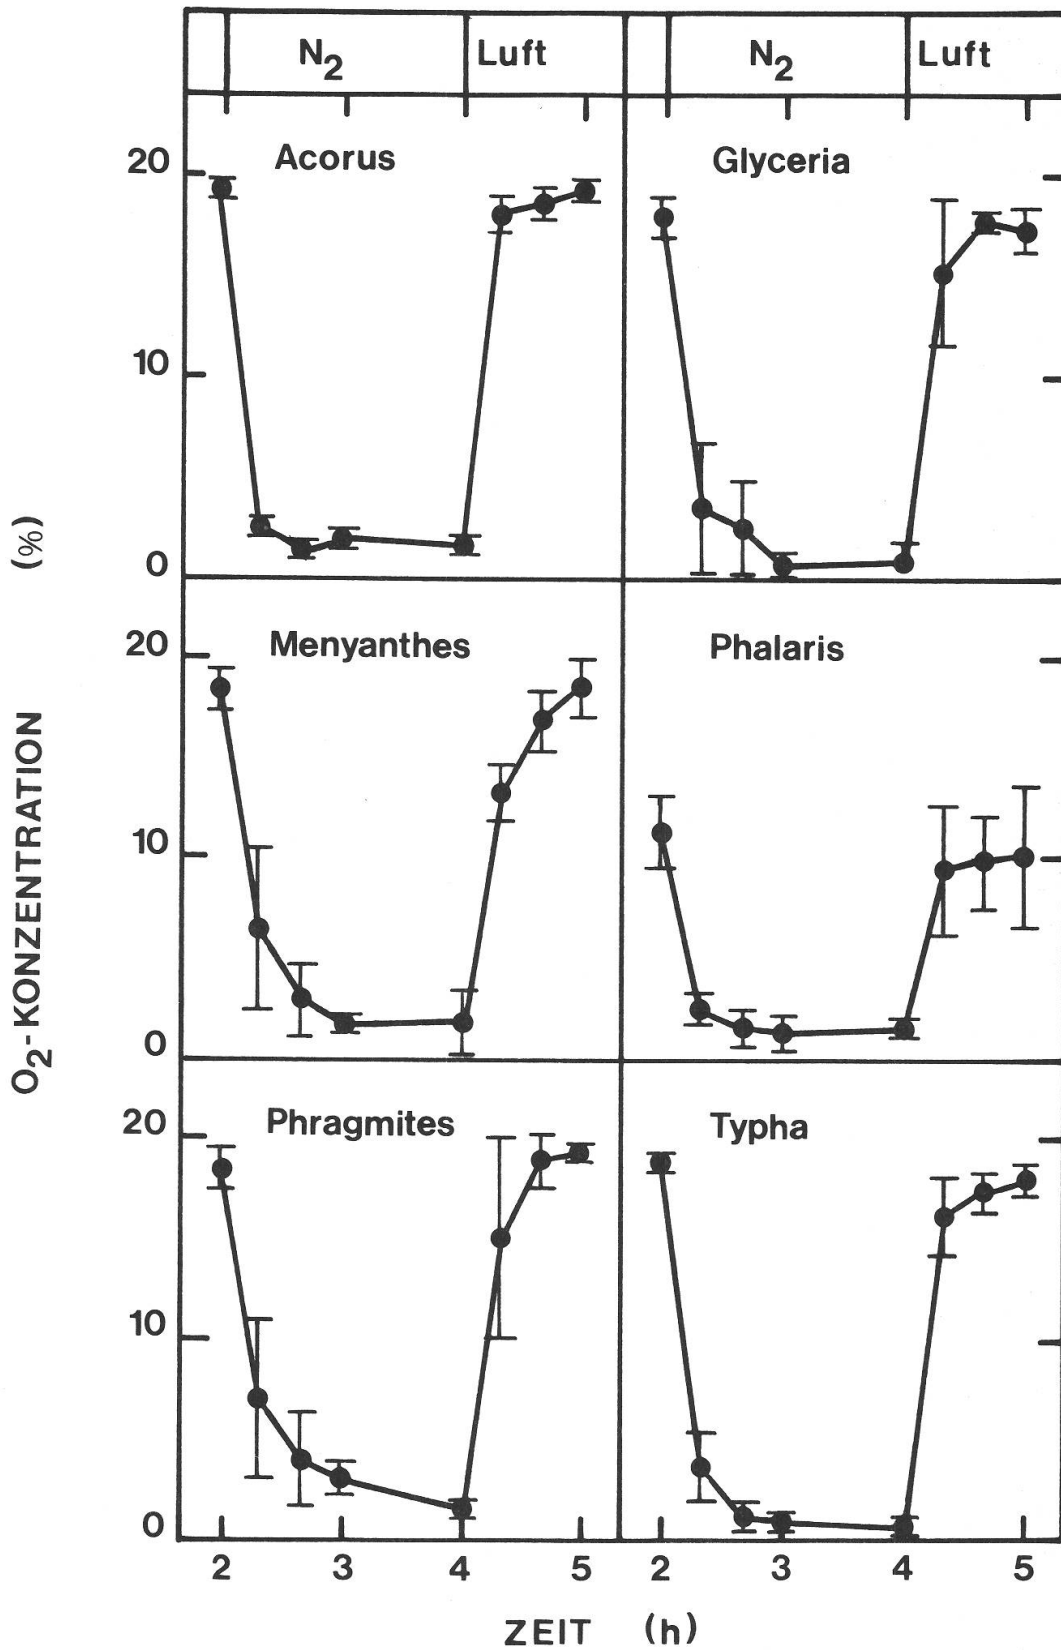 N2 Luft N2 Luft
Acorus Glyceria
20
10
0
Menyanthes Phalaris
20
10
0
Phragmites Typha
20
10
0
2 3 4 5 2 3 4 5
ZEIT (h)
O2-KONZENTRATION (%)